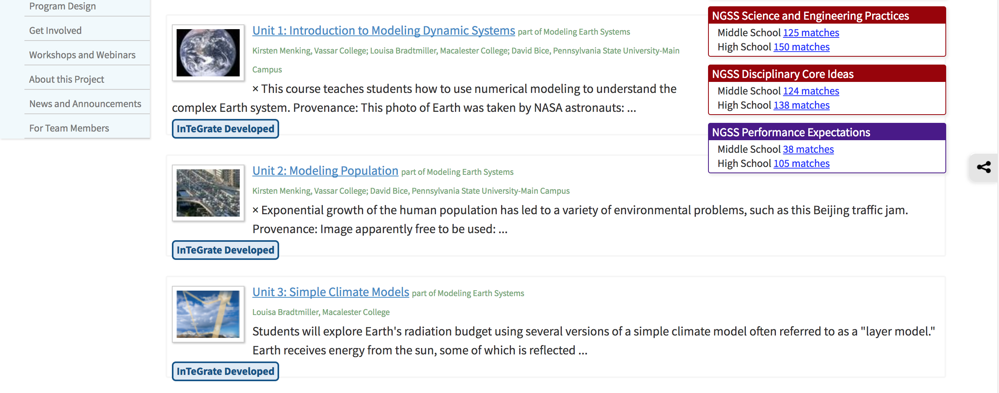 Program Design
Get Involved
Workshops and Webinars
About this Project
News and Announcements
For Team Members
Unit 1: Introduction to Modeling Dynamic Systems part of Modeling Earth Systems
Kirsten Menking, Vassar College; Louisa Bradtmiller, Macalester College; David Bice, Pennsylvania State University-Main
Campus
× This course teaches students how to use numerical modeling to understand the
complex Earth system. Provenance: This photo of Earth was taken by NASA astronauts: ...
InTeGrate Developed
Unit 2: Modeling Population part of Modeling Earth Systems
Kirsten Menking, Vassar College; David Bice, Pennsylvania State University-Main Campus
× Exponential growth of the human population has led to a variety of environmental problems, such as this Beijing traffic jam.
Provenance: Image apparently free to be used: ...
InTeGrate Developed
Unit 3: Simple Climate Models part of Modeling Earth Systems
Louisa Bradtmiller, Macalester College
Students will explore Earth's radiation budget using several versions of a simple climate model often referred to as a "layer model."
Earth receives energy from the sun, some of which is reflected ...
InTeGrate Developed
NGSS Science and Engineering Practices
Middle School 125 matches
High School 150 matches
NGSS Disciplinary Core Ideas
Middle School 124 matches
High School 138 matches
NGSS Performance Expectations
Middle School 38 matches
High School 105 matches